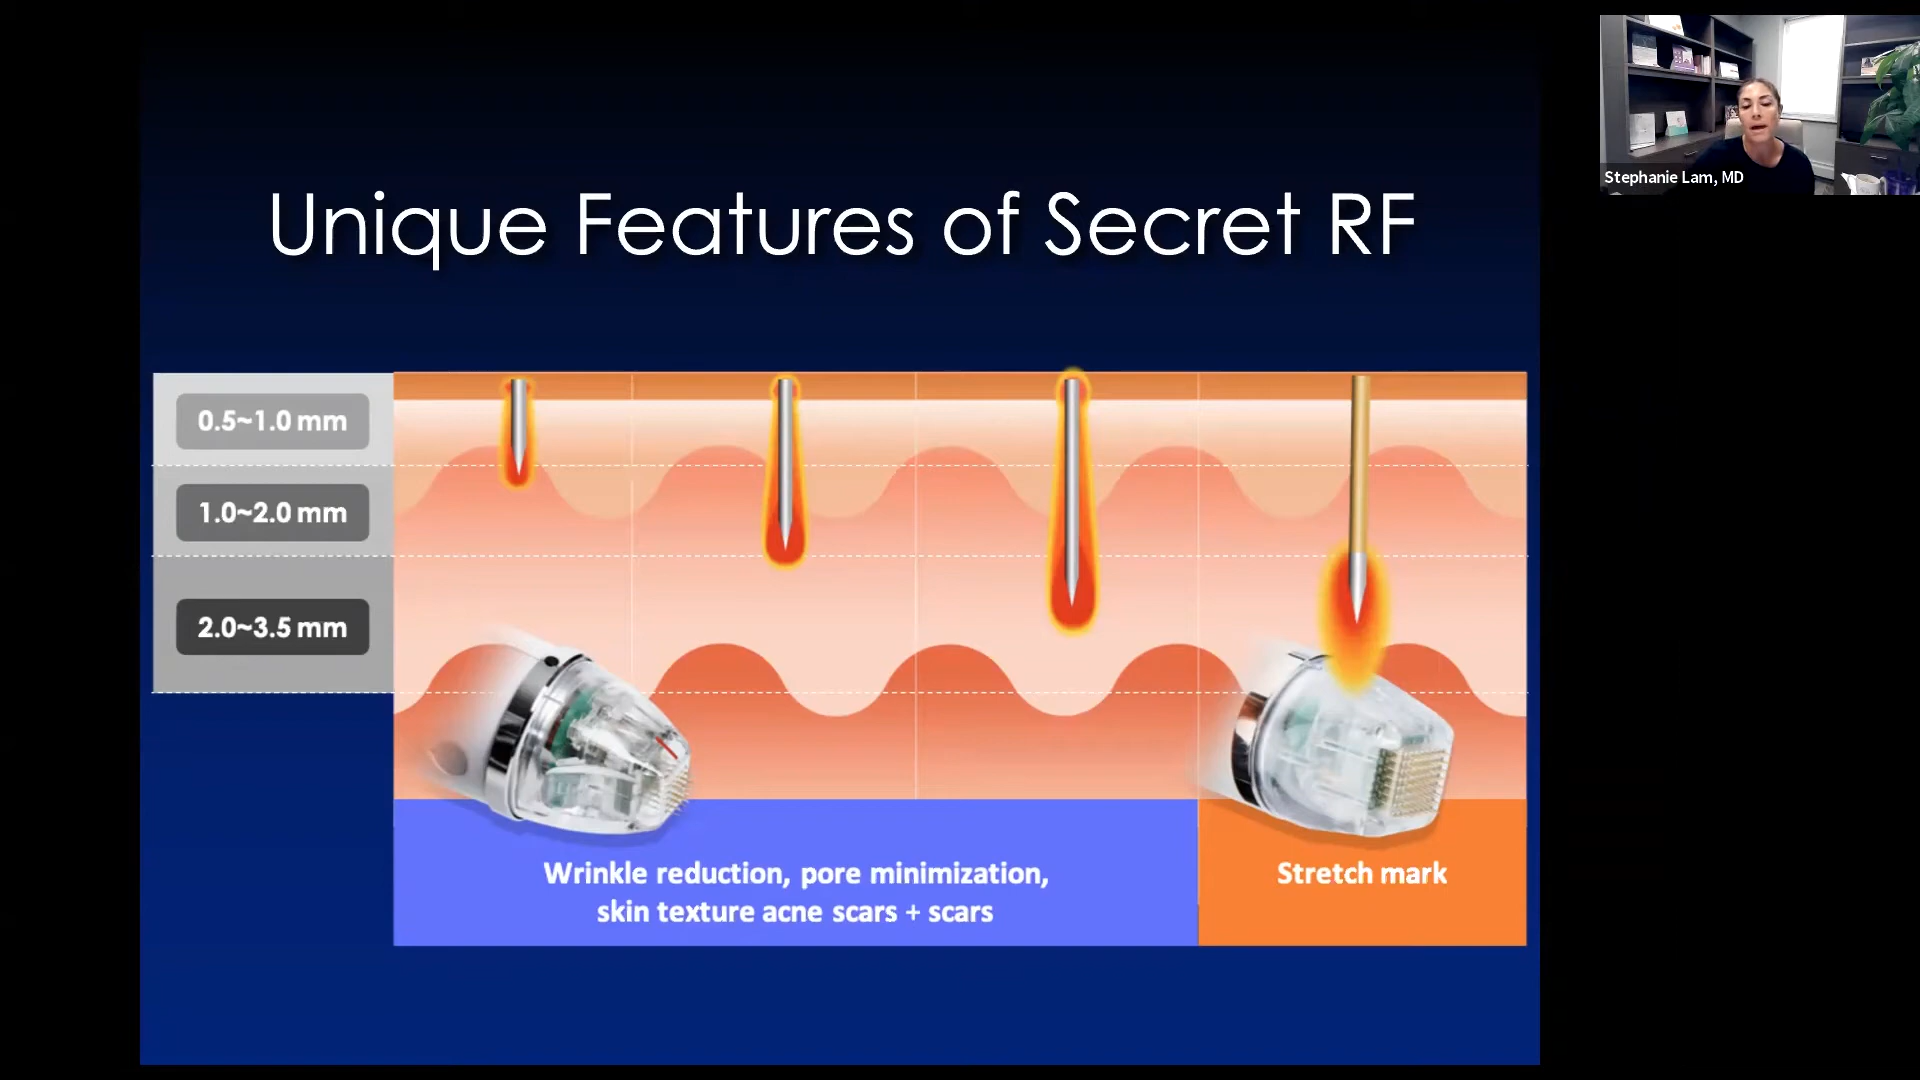 Unique Features of Secret RF
Stephanie Lam, MD
0.5~1.0 mm
1.0~2.0 mm
2.0~3.5 mm
Wrinkle reduction, pore minimization,
skin texture acne scars + scars
Stretch mark